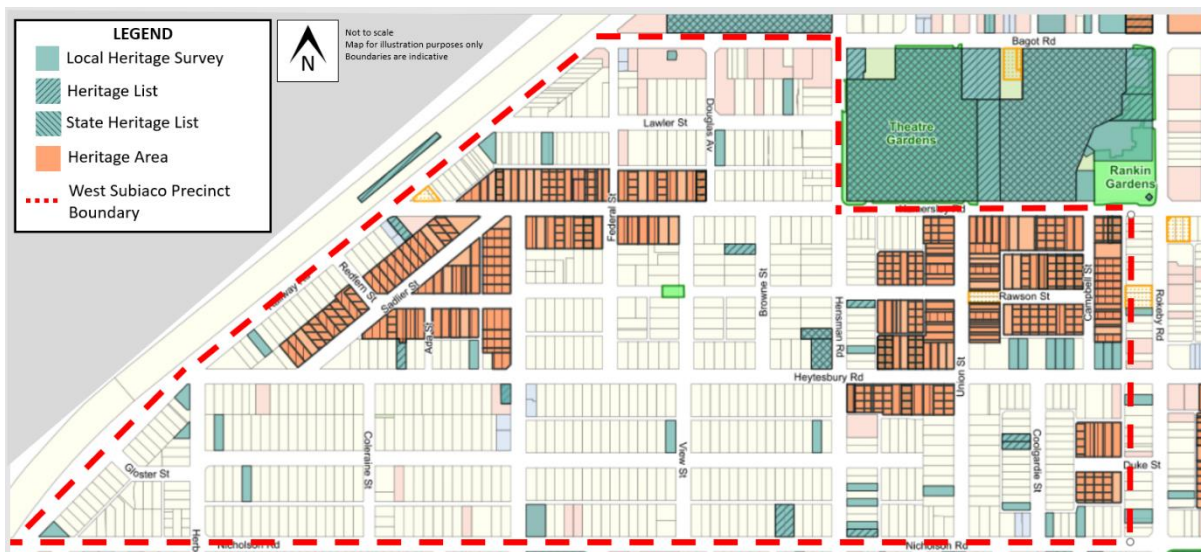 LEGEND
Local Heritage Survey
Heritage List
State Heritage List
Heritage Area
West Subiaco Precinct
Boundary
N
Not to scale
Map for illustration purposes only
Boundaries are indicative
Bagot Rd
Lawler St
Douglas Av
Theatre
Gardens
Rankin
Gardens
Federal St
Redfern St
Sadlier St
Ada St
Browne St
Hensman Rd
Rawson St
Campbell St
Rokeby Rd
Heytesbury Rd
Union St
Coleraine St
View St
Coolgardie St
Duke St
Gloster St
Nicholson Rd
Nicholson Rd